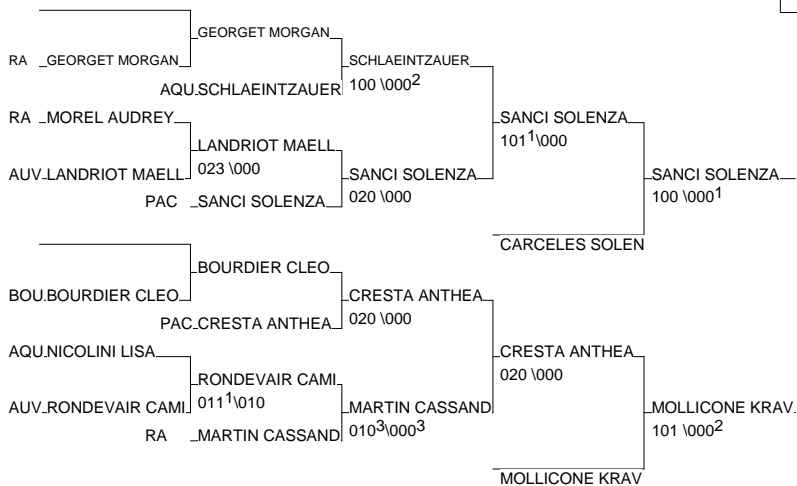 GEORGET MORGAN
RA GEORGET MORGAN
SCHLAEINTZAUER
100 \000²
AQU. SCHLAEINTZAUER
RA MOREL AUDREY
SANCI SOLENZA
101¹\000
LANDRIOT MAELL
023 \000
AUV. LANDRIOT MAELL
SANCI SOLENZA
020 \000
SANCI SOLENZA
100 \000¹
PAC SANCI SOLENZA
CARCELES SOLEN
BOURDIER CLEO
BOU. BOURDIER CLEO
CRESTA ANTHEA
020 \000
PAC. CRESTA ANTHEA
AQU. NICOLINI LISA
CRESTA ANTHEA
020 \000
RONDEVAIR CAMI
011¹\010
AUV. RONDEVAIR CAMI
MARTIN CASSAND
010³\000³
MOLLICONE KRAV.
101 \000²
RA MARTIN CASSAND
MOLLICONE KRAV